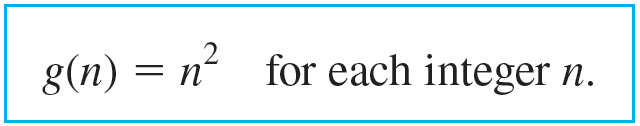 g(n) = n² for each integer n.